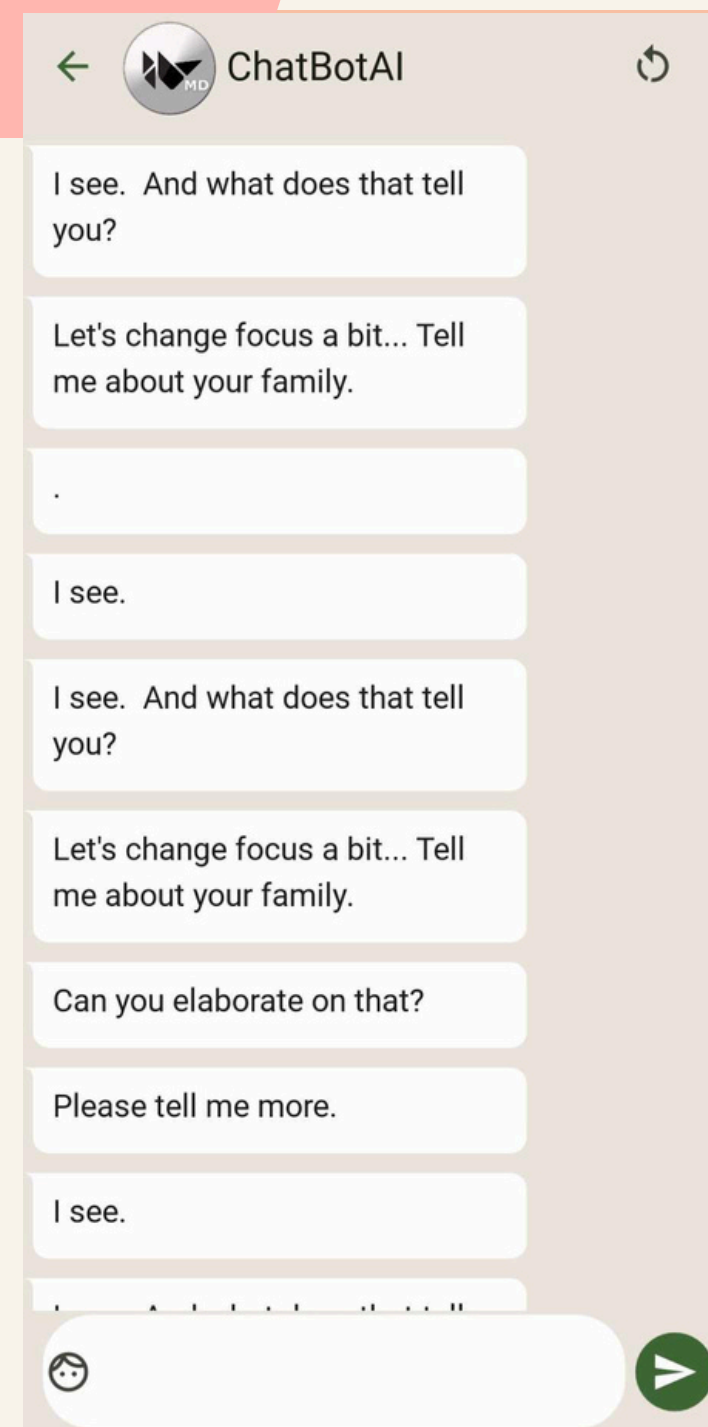 MD
ChatBotAI
I see.  And what does that tell
you?
Let's change focus a bit... Tell
me about your family.
.
I see.
I see.  And what does that tell
you?
Let's change focus a bit... Tell
me about your family.
Can you elaborate on that?
Please tell me more.
I see.